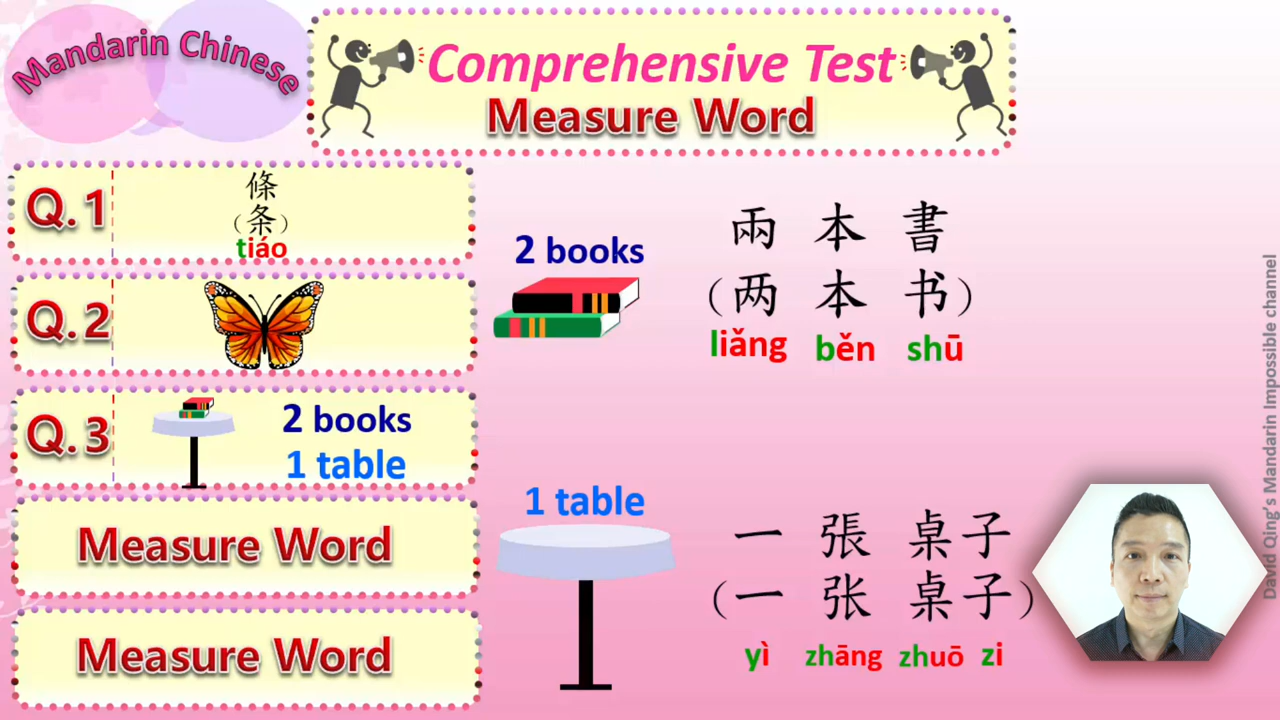 Mandarin Chinese
Comprehensive Test
Measure Word
Q.1
條
(条)
tiáo
Q.2
Q.3
2 books
1 table
Measure Word
Measure Word
2 books
兩 本 書
(两 本 书)
liǎng běn shū
1 table
一 張 桌子
(一 张 桌子)
yì zhāng zhuō zi
David Qing's Mandarin Impossible channel